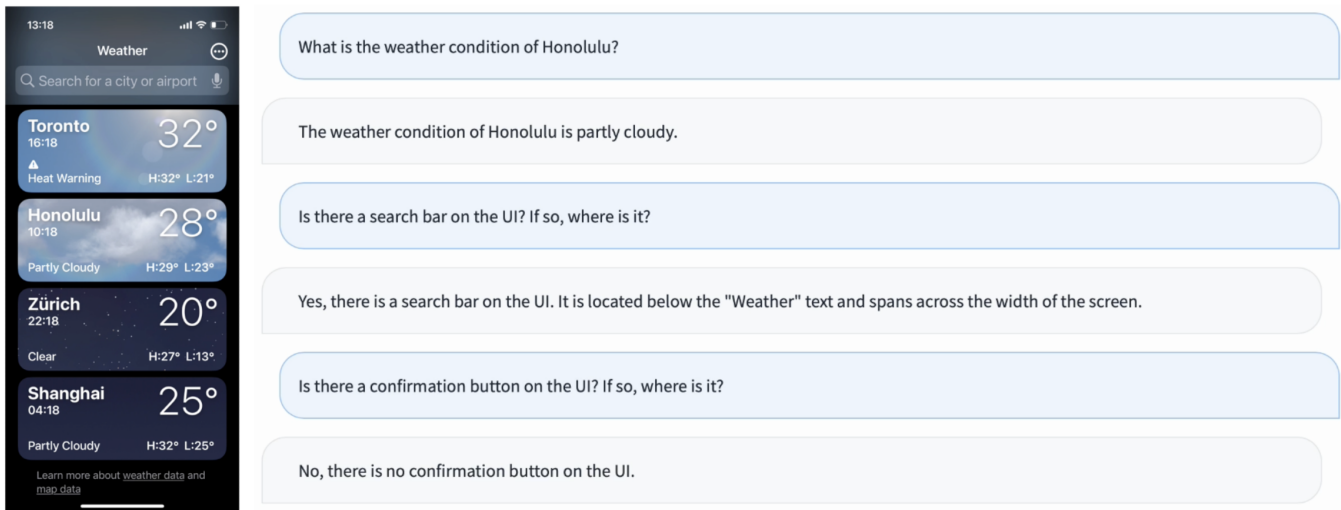 13:18
Weather
Search for a city or airport
Toronto
32°
16:18
Heat Warning
H:32° L:21°
Honolulu
28°
10:18
Partly Cloudy
H:29° L:23°
Zürich
20°
22:18
Clear
H:27° L:13°
Shanghai
25°
04:18
Partly Cloudy
H:32° L:25°
Learn more about weather data and
map data
What is the weather condition of Honolulu?
The weather condition of Honolulu is partly cloudy.
Is there a search bar on the UI? If so, where is it?
Yes, there is a search bar on the UI. It is located below the "Weather" text and spans across the width of the screen.
Is there a confirmation button on the UI? If so, where is it?
No, there is no confirmation button on the UI.